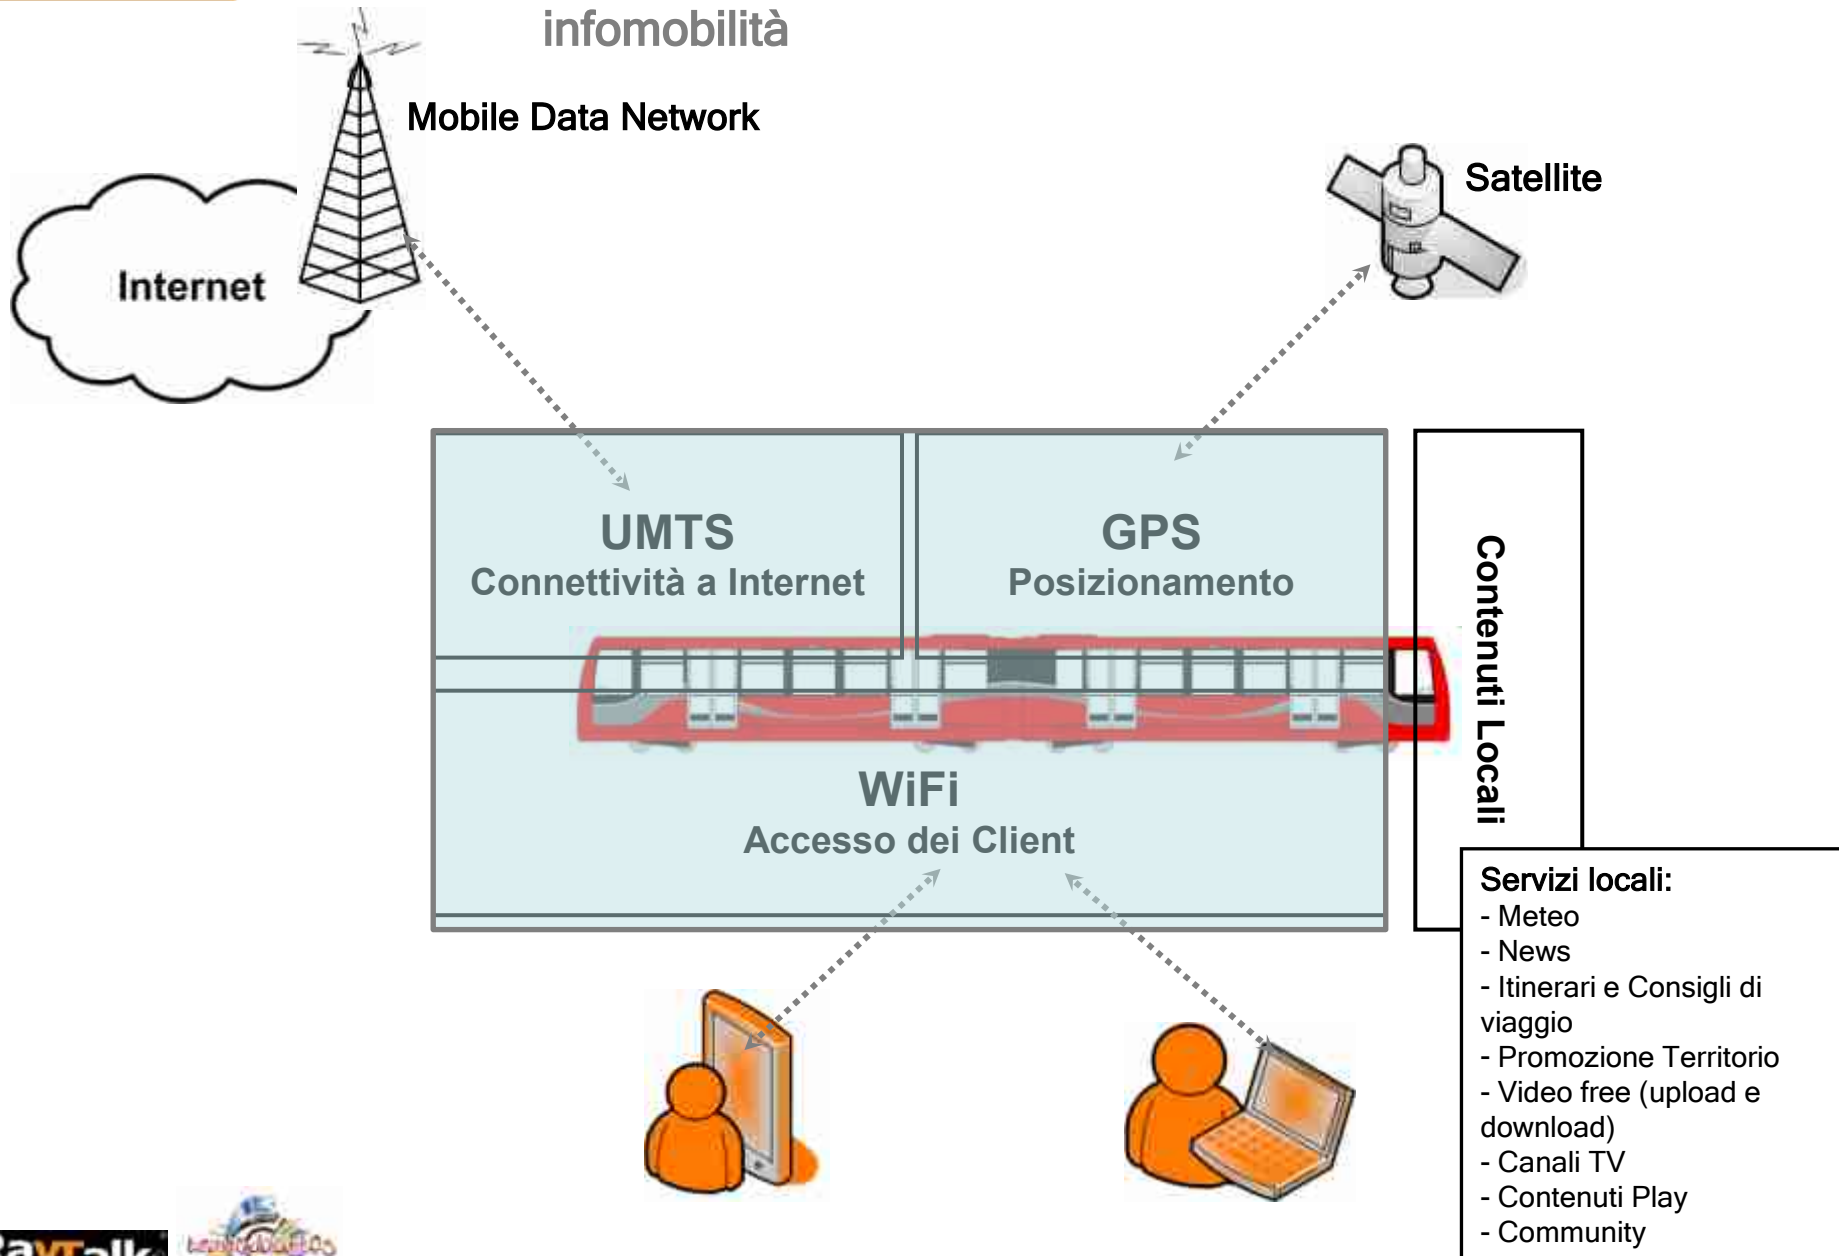 infomobilità
Mobile Data Network
Satellite
Internet
UMTS
Connettività a Internet
GPS
Posizionamento
Contenuti Locali
WiFi
Accesso dei Client
Servizi locali:
- Meteo
- News
- Itinerari e Consigli di
viaggio
- Promozione Territorio
- Video free (upload e
download)
- Canali TV
- Contenuti Play
- Community